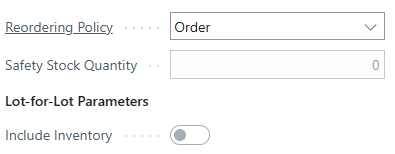 Reordering Policy Order
Safety Stock Quantity 0
Lot-for-Lot Parameters
Include Inventory